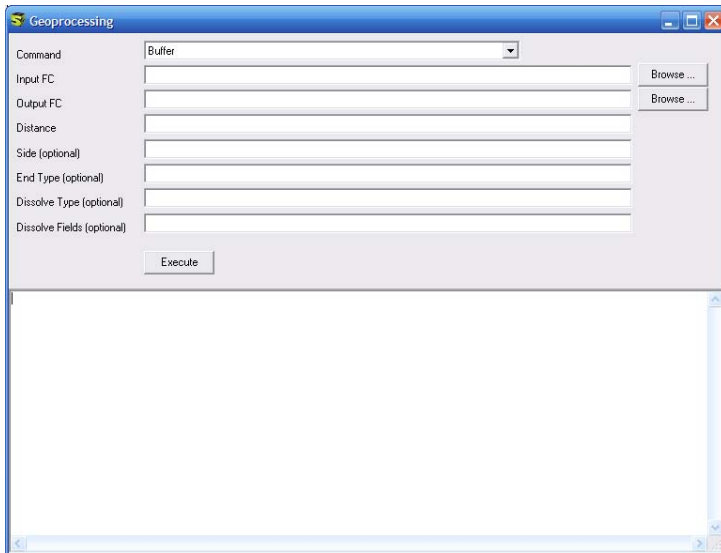 Geoprocessing
Command Buffer
Input FC Browse ...
Output FC Browse ...
Distance
Side (optional)
End Type (optional)
Dissolve Type (optional)
Dissolve Fields (optional)
Execute